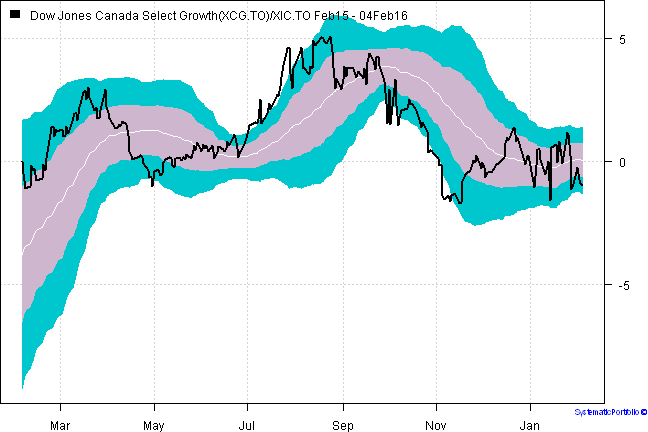 Dow Jones Canada Select Growth(XCG.TO)/XIC.TO Feb15 - 04Feb16
5
0
-5
Mar May Jul Sep Nov Jan
SystematicPortfolio ©